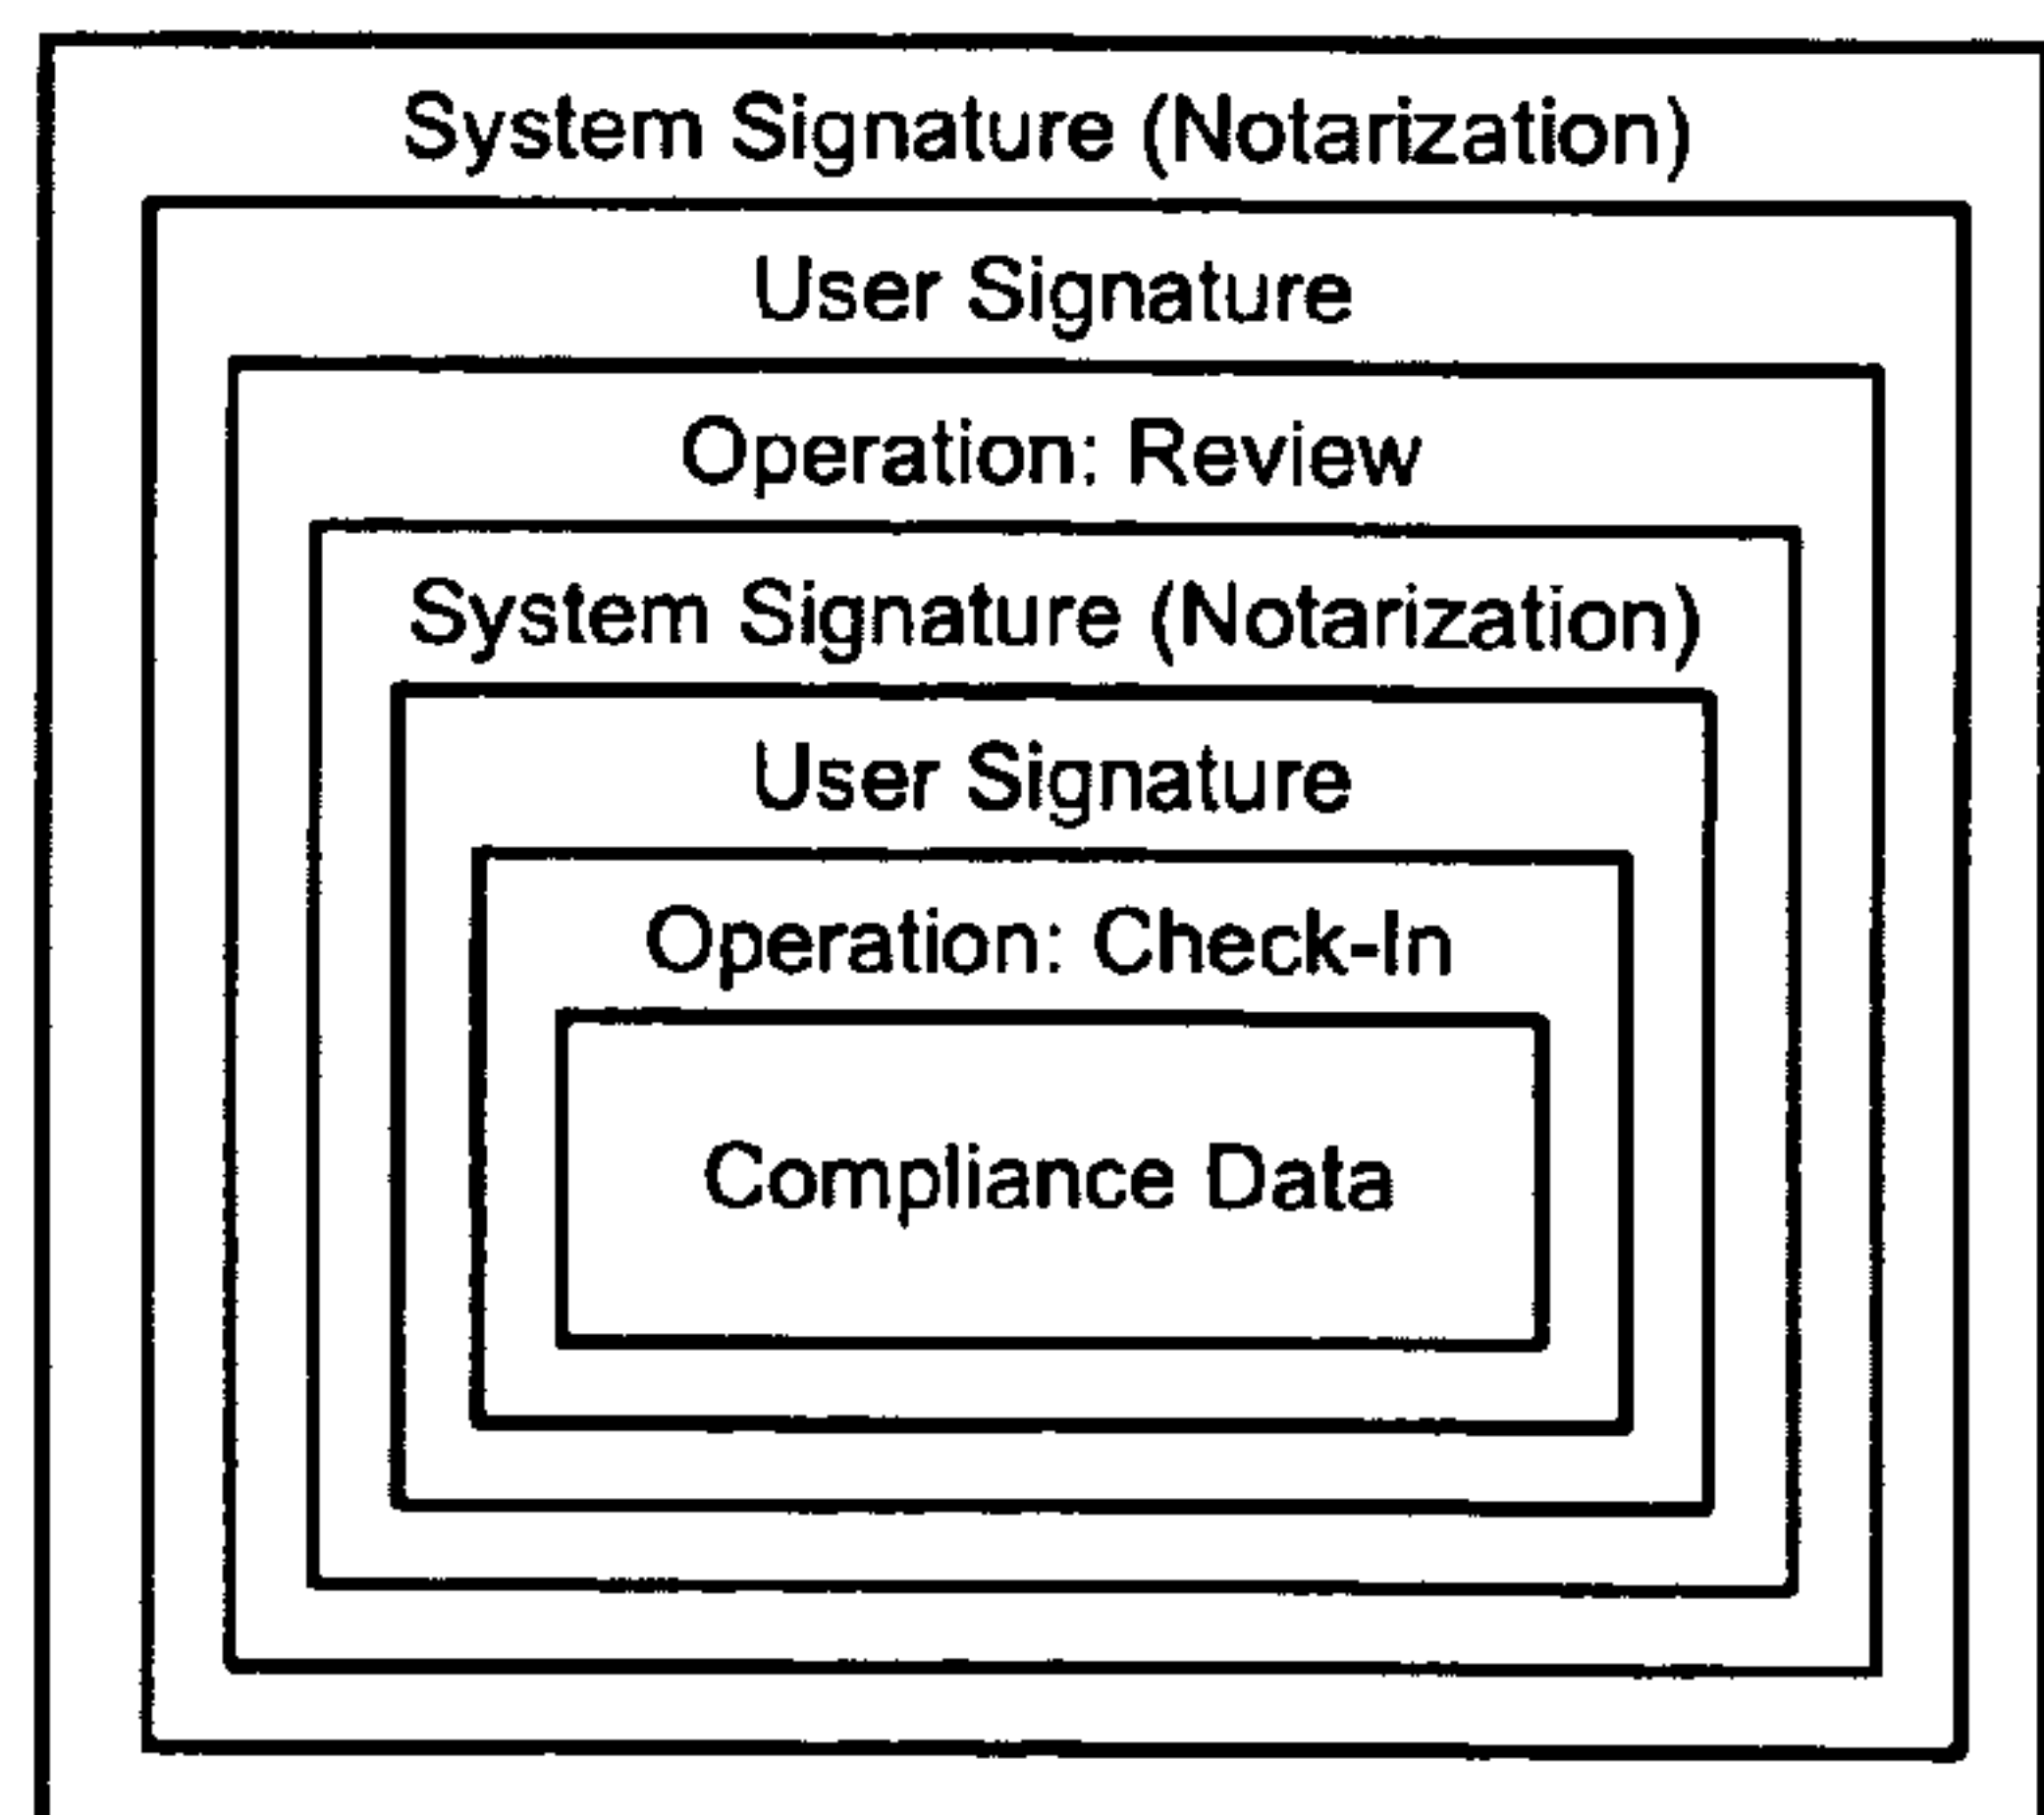 System Signature (Notarization)
User Signature
Operation: Review
System Signature (Notarization)
User Signature
Operation: Check-In
Compliance Data